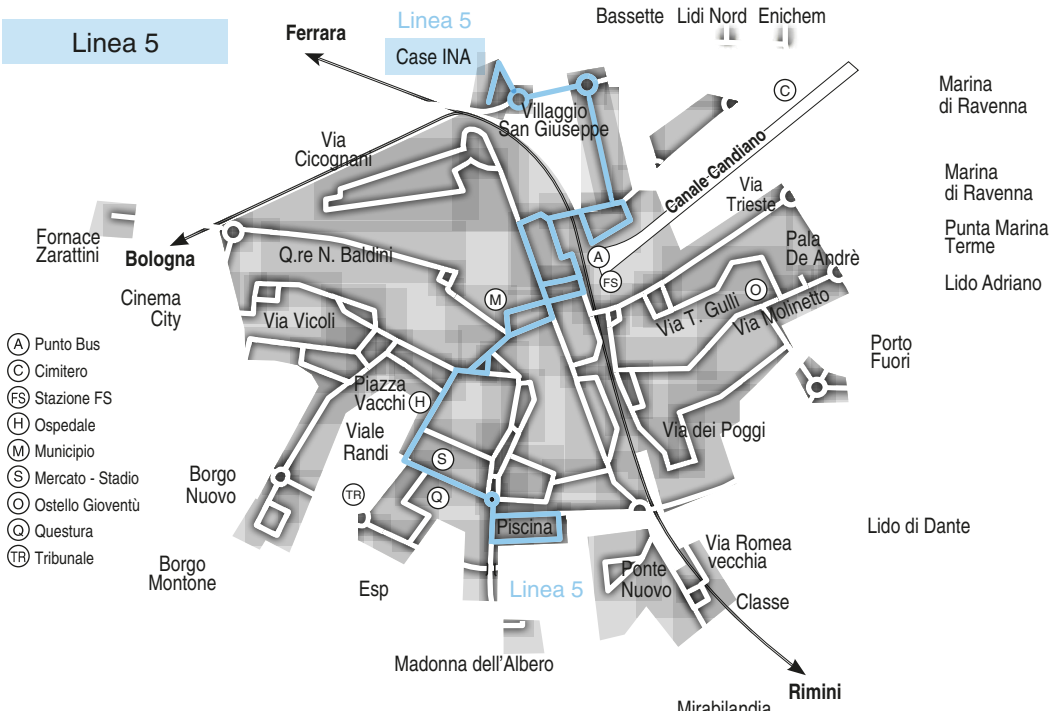 Linea 5
Ferrara
Linea 5
Case INA
Bassette
Lidi Nord
Enichem
C
Marina
di Ravenna
Villaggio
San Giuseppe
Via
Cicognani
Canale Candiano
Via
Trieste
Marina
di Ravenna
Punta Marina
Terme
Lido Adriano
Fornace
Zarattini
Bologna
Q.re N. Baldini
A
FS
Pala
De Andrè
Cinema
City
M
O
Via Vicoli
Via T. Gulli
Via Molinetto
Porto
Fuori
A Punto Bus
C Cimitero
FS Stazione FS
H Ospedale
M Municipio
S Mercato - Stadio
O Ostello Gioventù
Q Questura
TR Tribunale
Piazza
Vacchi
H
Viale
Randi
Via dei Poggi
S
Borgo
Nuovo
TR
Q
Piscina
Lido di Dante
Borgo
Montone
Esp
Linea 5
Ponte
Nuovo
Via Romea
vecchia
Classe
Madonna dell'Albero
Rimini
Mirabilandia